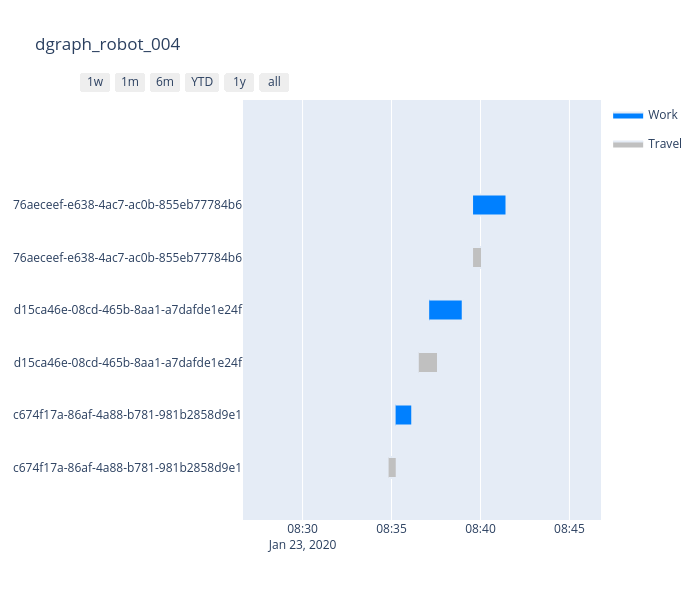 dgraph_robot_004
1w 1m 6m YTD 1y all
Work
Travel
76aeceef-e638-4ac7-ac0b-855eb77784b6
76aeceef-e638-4ac7-ac0b-855eb77784b6
d15ca46e-08cd-465b-8aa1-a7dafde1e24f
d15ca46e-08cd-465b-8aa1-a7dafde1e24f
c674f17a-86af-4a88-b781-981b2858d9e1
c674f17a-86af-4a88-b781-981b2858d9e1
08:30 08:35 08:40 08:45
Jan 23, 2020